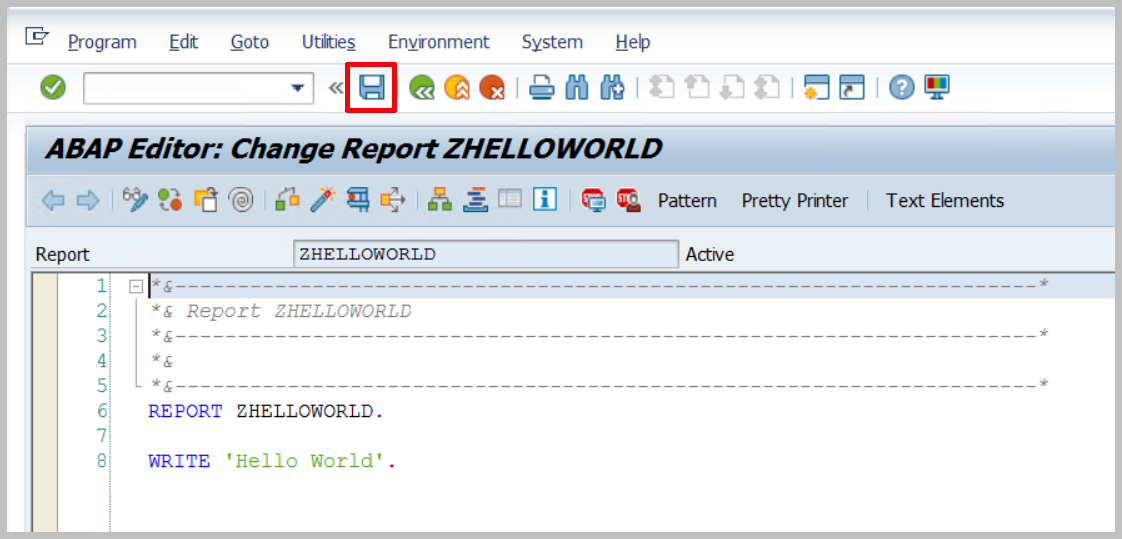 Program Edit Goto Utilities Environment System Help
ABAP Editor: Change Report ZHELLOWORLD
Pattern Pretty Printer Text Elements
Report ZHELLOWORLD Active
1 *&---------------------------------------------------------------------*
2 *& Report ZHELLOWORLD
3 *&---------------------------------------------------------------------*
4 *&
5 *&---------------------------------------------------------------------*
6 REPORT ZHELLOWORLD.
7
8 WRITE 'Hello World'.